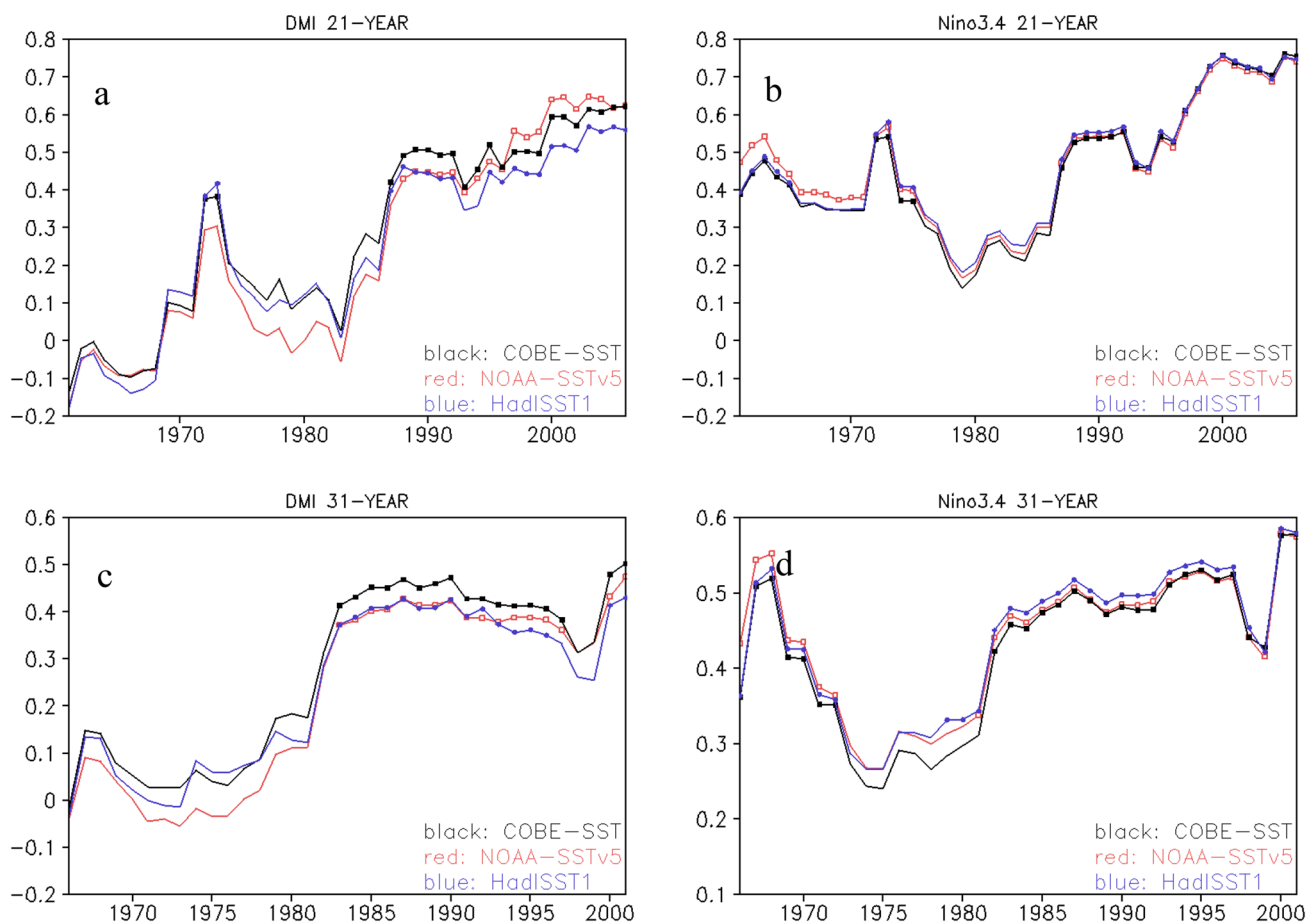 DMI 21-YEAR
0.8
0.7
0.6
0.5
0.4
0.3
0.2
0.1
0
-0.1
-0.2
a
black: COBE-SST
red: NOAA-SSTv5
blue: HadISST1
1970 1980 1990 2000
Nino3.4 21-YEAR
0.8
0.7
0.6
0.5
0.4
0.3
0.2
0.1
0
-0.1
-0.2
b
black: COBE-SST
red: NOAA-SSTv5
blue: HadISST1
1970 1980 1990 2000
DMI 31-YEAR
0.6
0.5
0.4
0.3
0.2
0.1
0
-0.1
-0.2
c
black: COBE-SST
red: NOAA-SSTv5
blue: HadISST1
1970 1975 1980 1985 1990 1995 2000
Nino3.4 31-YEAR
0.6
0.5
0.4
0.3
0.2
0.1
d
black: COBE-SST
red: NOAA-SSTv5
blue: HadISST1
1970 1975 1980 1985 1990 1995 2000